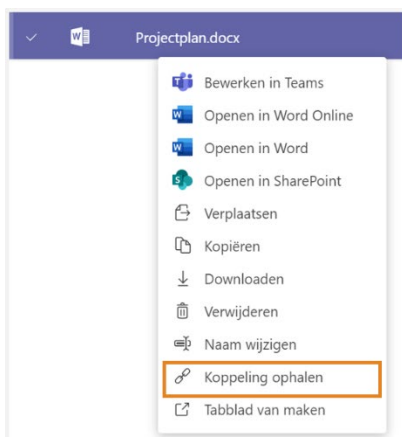 Projectplan.docx
Bewerken in Teams
Openen in Word Online
Openen in Word
Openen in SharePoint
Verplaatsen
Kopiëren
Downloaden
Verwijderen
Naam wijzigen
Koppeling ophalen
Tabblad van maken